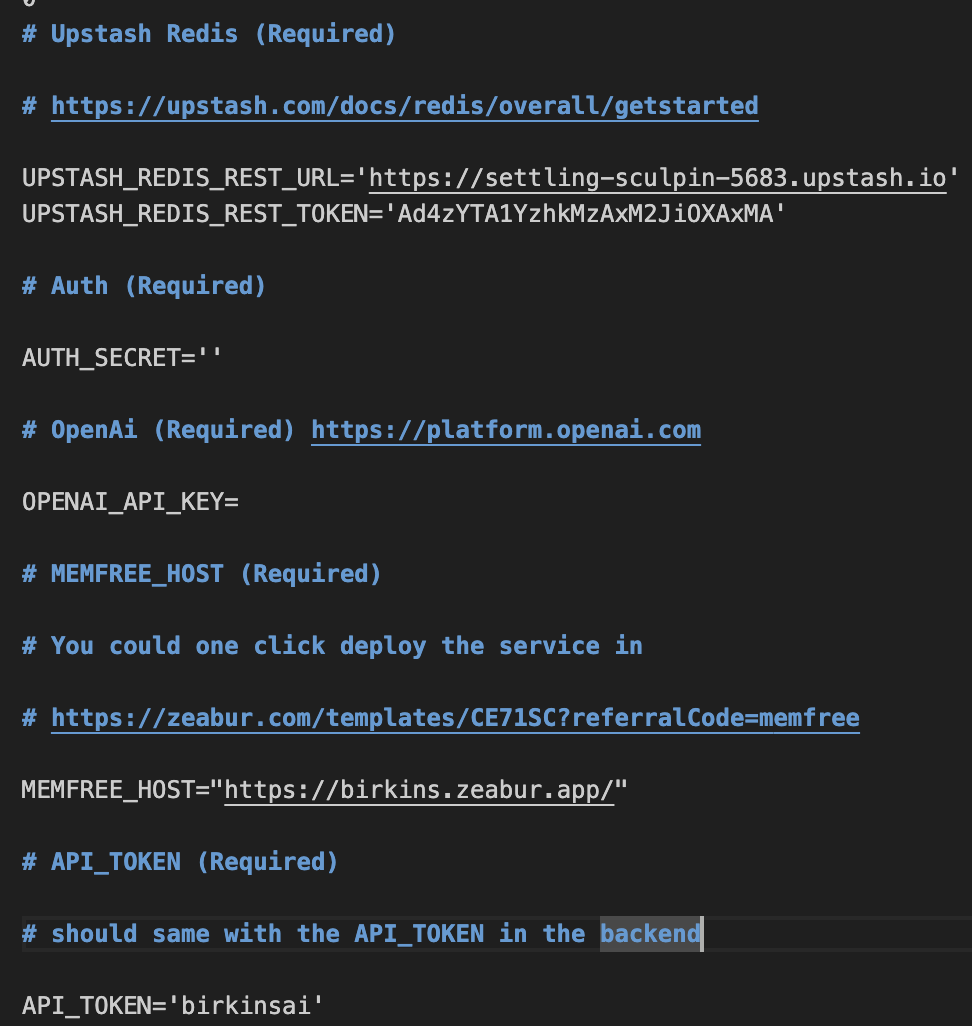 # Upstash Redis (Required)
# https://upstash.com/docs/redis/overall/getstarted
UPSTASH_REDIS_REST_URL='https://settling-sculpin-5683.upstash.io'
UPSTASH_REDIS_REST_TOKEN='Ad4zYTA1YzhkMzAxM2JiOXAxMA'
# Auth (Required)
AUTH_SECRET=''
# OpenAi (Required) https://platform.openai.com
OPENAI_API_KEY=
# MEMFREE_HOST (Required)
# You could one click deploy the service in
# https://zeabur.com/templates/CE71SC?referralCode=memfree
MEMFREE_HOST="https://birkins.zeabur.app/"
# API_TOKEN (Required)
# should same with the API_TOKEN in the backend
API_TOKEN='birkinsai'